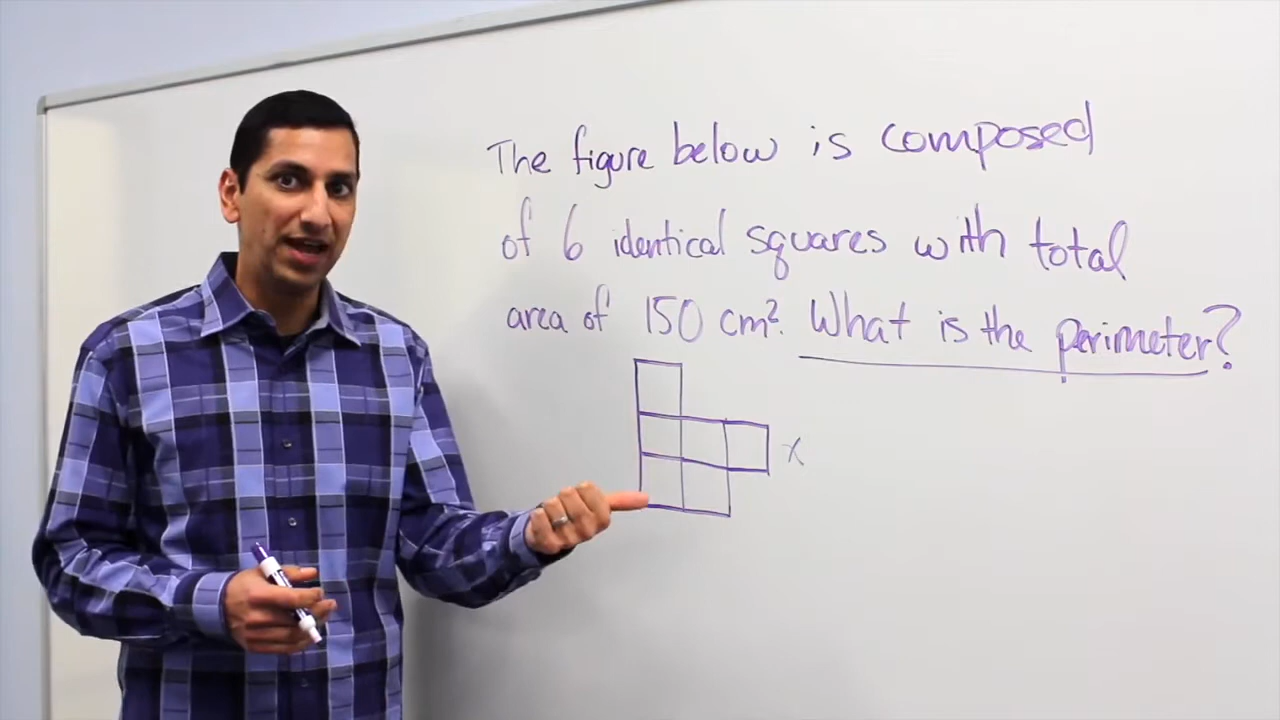 The figure below is composed
of 6 identical squares with total
area of 150 cm². What is the perimeter?
x